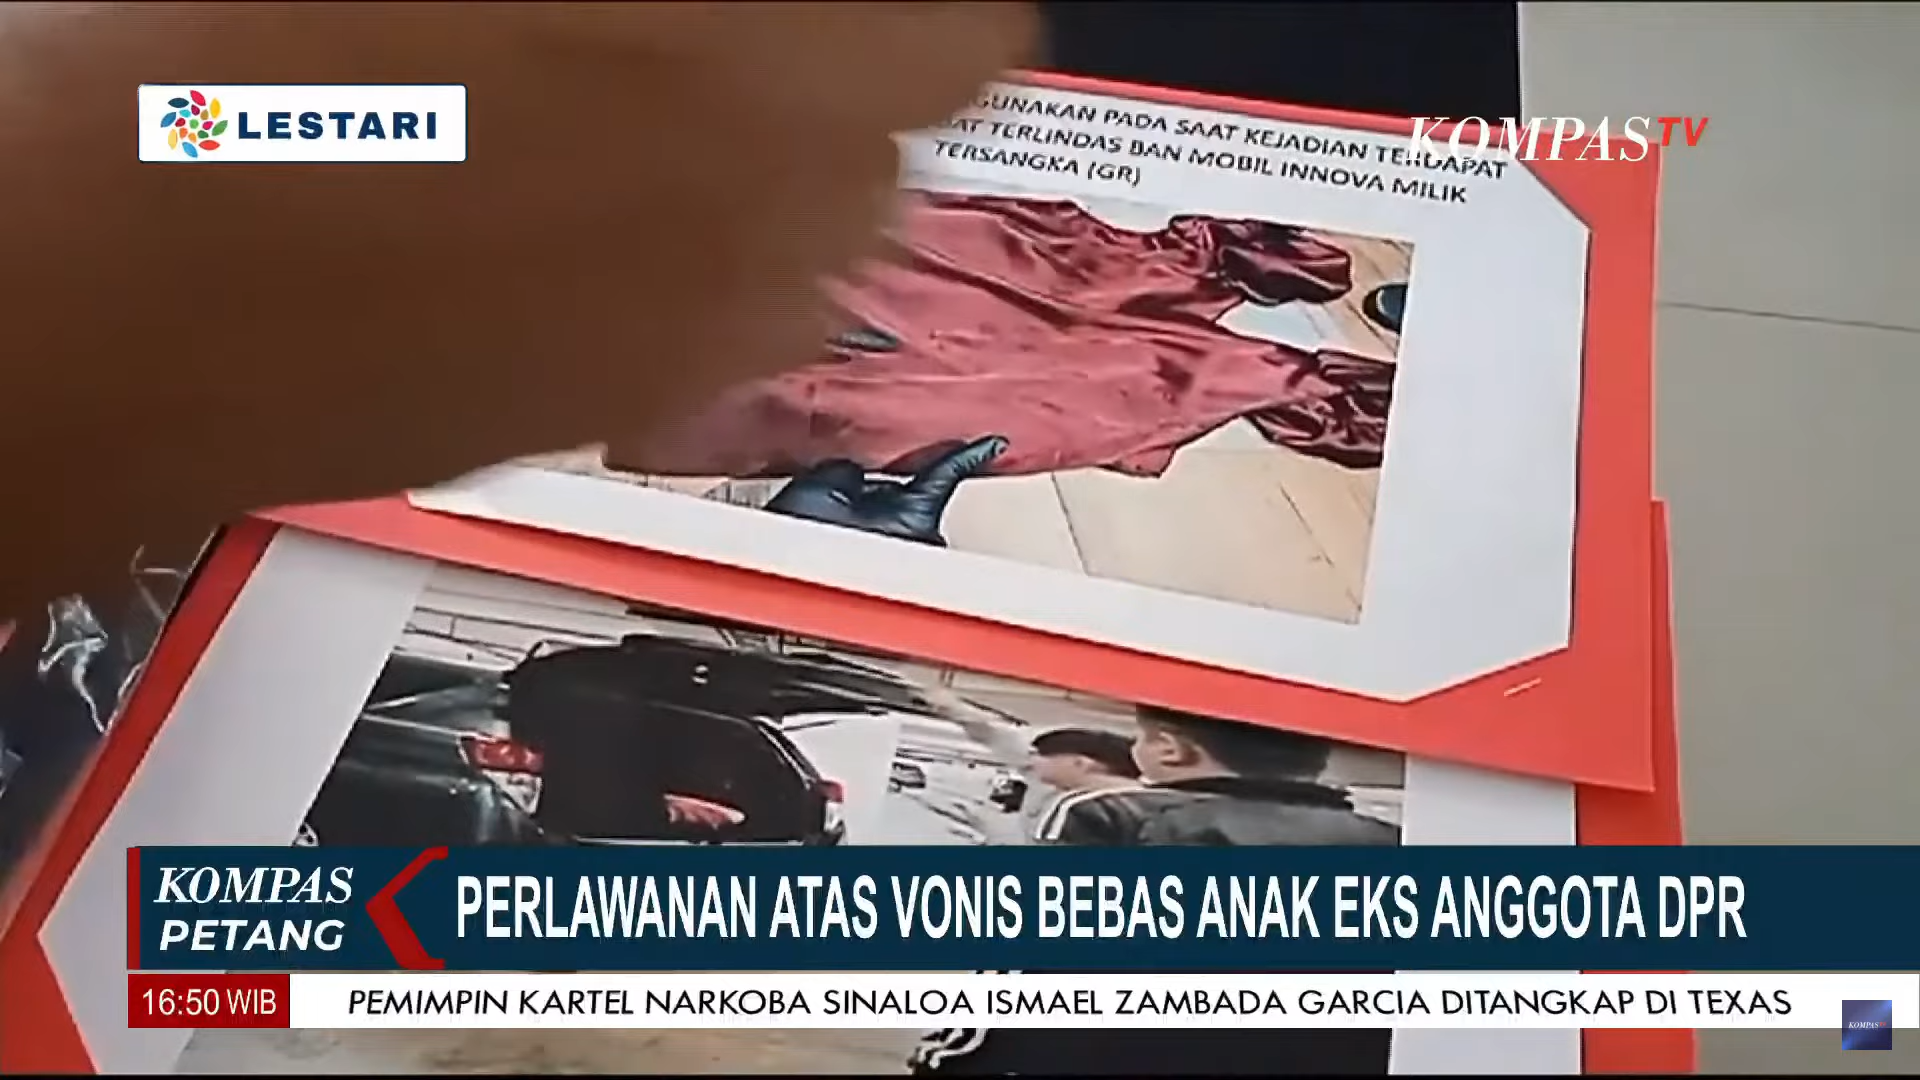 LESTARI
KOMPASTV
GUNAKAN PADA SAAT KEJADIAN TERDAPAT
AT TERLINDAS BAN MOBIL INNOVA MILIK
TERSANGKA (GR)
KOMPAS
PETANG
PERLAWANAN ATAS VONIS BEBAS ANAK EKS ANGGOTA DPR
16:50 WIB
PEMIMPIN KARTEL NARKOBA SINALOA ISMAEL ZAMBADA GARCIA DITANGKAP DI TEXAS
KOMPASTV